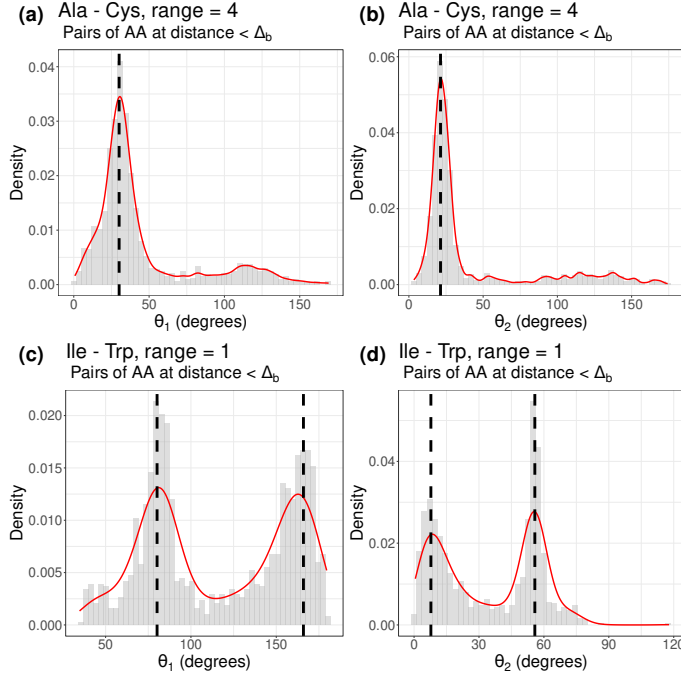 (a) Ala - Cys, range = 4
Pairs of AA at distance < Δb
Density
0.04
0.03
0.02
0.01
0.00
0
50
100
150
θ1 (degrees)
(b) Ala - Cys, range = 4
Pairs of AA at distance < Δb
Density
0.06
0.04
0.02
0.00
0
50
100
150
θ2 (degrees)
(c) Ile - Trp, range = 1
Pairs of AA at distance < Δb
Density
0.020
0.015
0.010
0.005
0.000
50
100
150
θ1 (degrees)
(d) Ile - Trp, range = 1
Pairs of AA at distance < Δb
Density
0.04
0.02
0.00
0
30
60
90
120
θ2 (degrees)